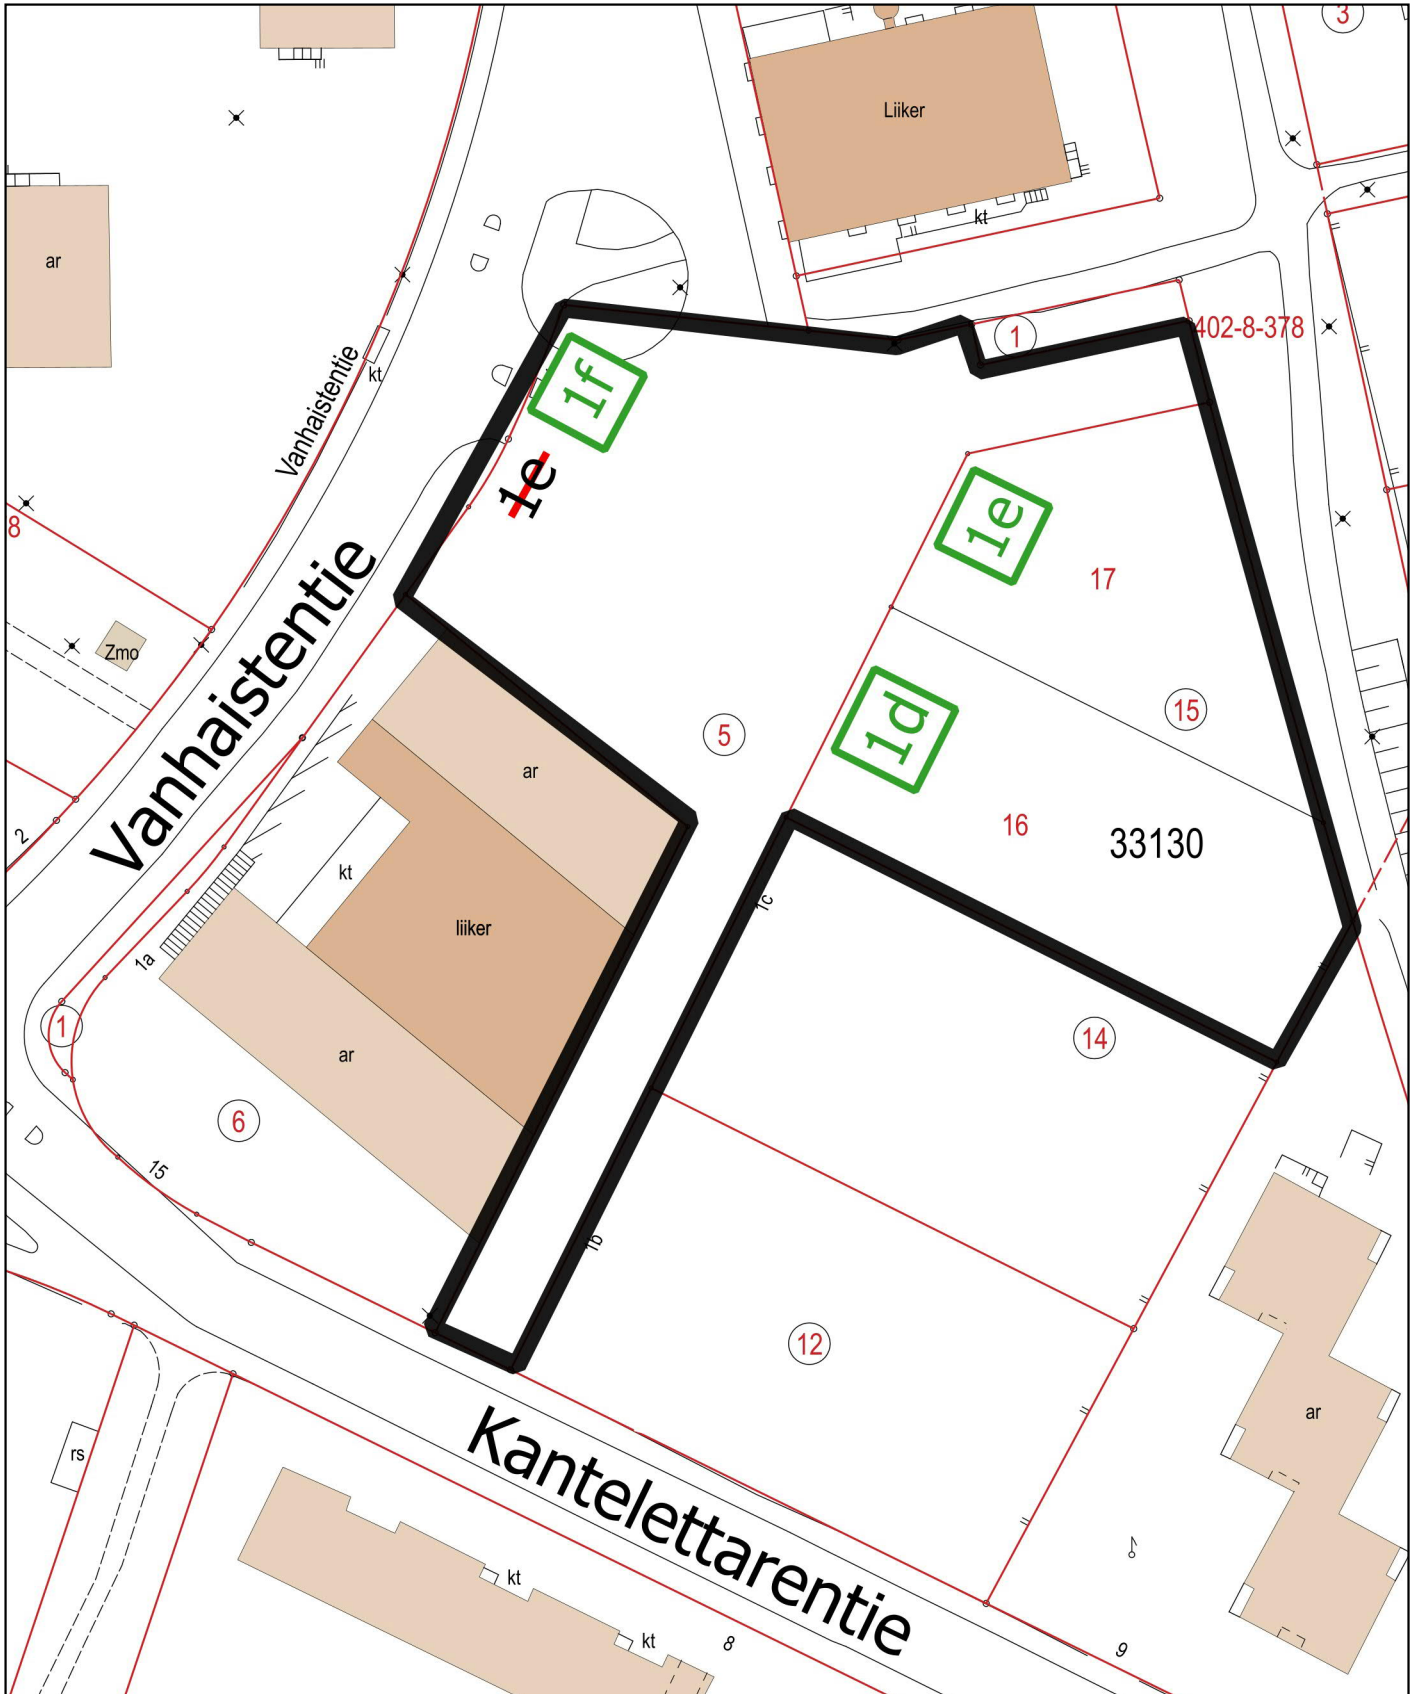 3
Liiker
kt
ar
1
402-8-378
Vanhaistentie
kt
1f
1e
8
1e
17
Zmo
Vanhaistentie
15
5
1d
2
ar
16
33130
kt
1c
liiker
1a
1
14
ar
6
15
1b
12
ar
Kantelettarentie
rs
kt
kt
8
9